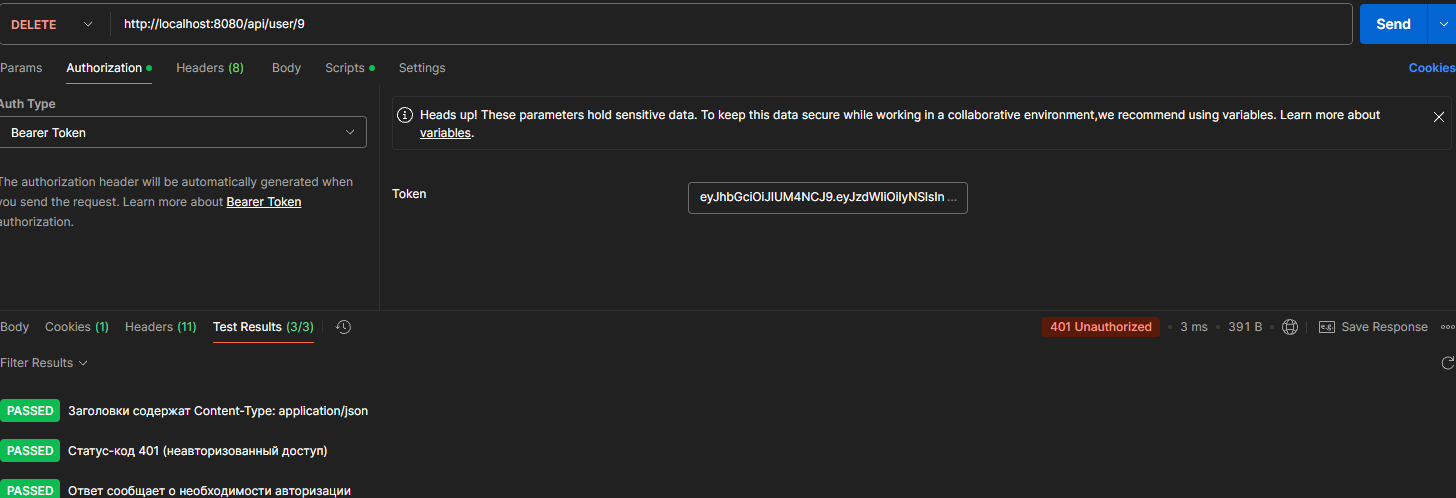 DELETE http://localhost:8080/api/user/9 Send
Params Authorization Headers (8) Body Scripts Settings Cookies
Auth Type
Bearer Token
The authorization header will be automatically generated when
you send the request. Learn more about Bearer Token
authorization.
Heads up! These parameters hold sensitive data. To keep this data secure while working in a collaborative environment,we recommend using variables. Learn more about
variables.
Token eyJhbGciOiJIUM4NCJ9.eyJzdWIiOiIyNSIsIn ...
Body Cookies (1) Headers (11) Test Results (3/3) 401 Unauthorized 3 ms 391 B e.g. Save Response
Filter Results
PASSED Заголовки содержат Content-Type: application/json
PASSED Статус-код 401 (неавторизованный доступ)
PASSED Ответ сообщает о необходимости авторизации